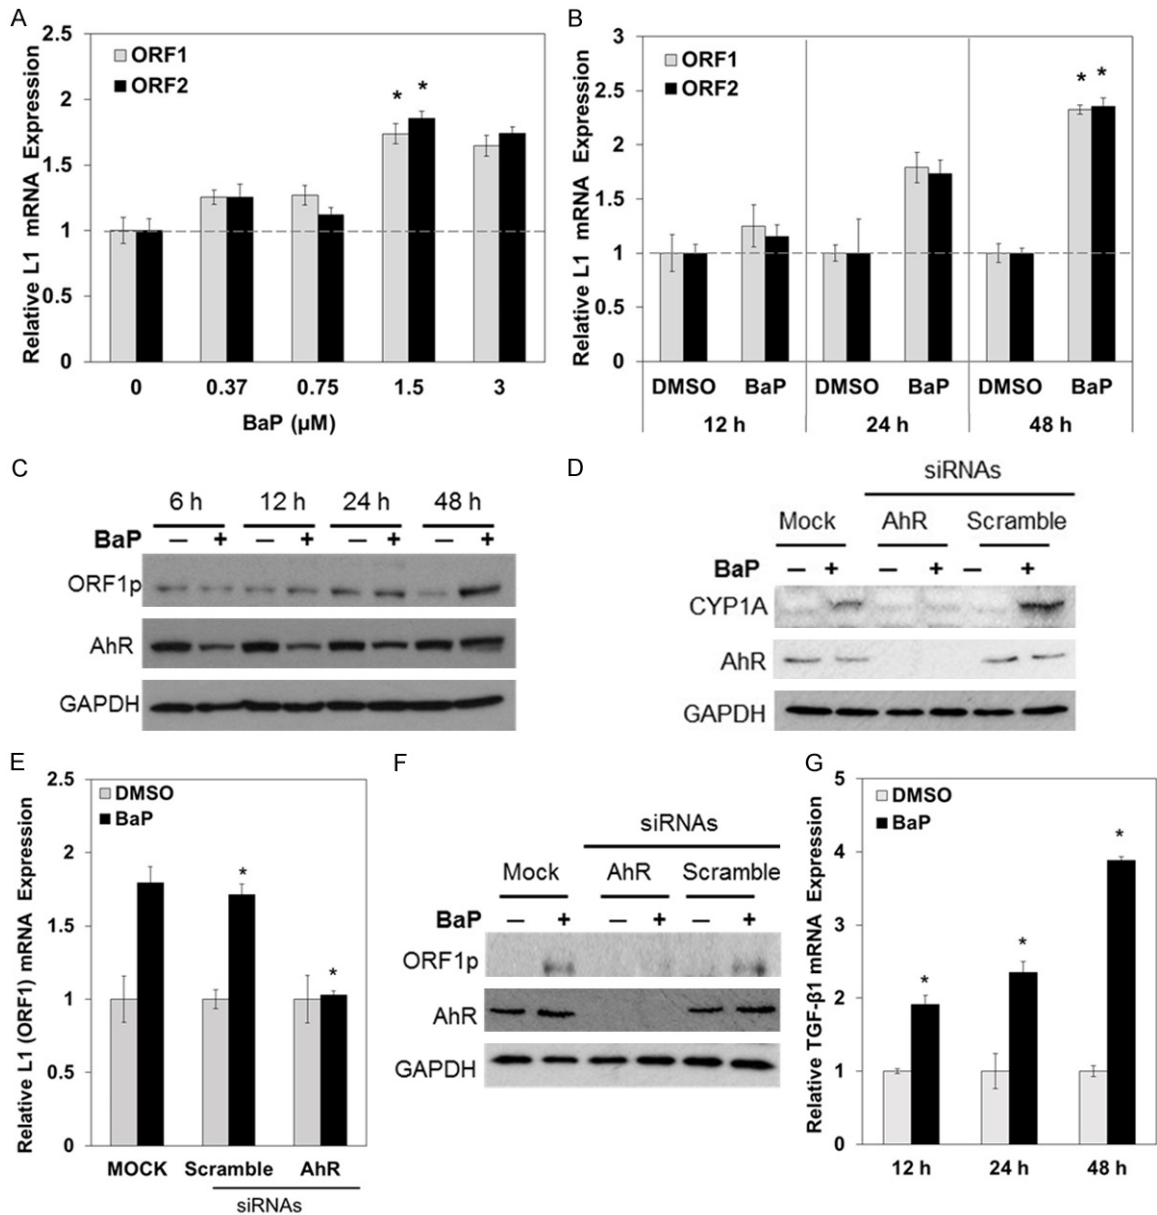 A
Relative L1 mRNA Expression
2.5
2
1.5
1
0.5
0
ORF1
ORF2
* *
0 0.37 0.75 1.5 3
BaP (µM)
B
Relative L1 mRNA Expression
3
2.5
2
1.5
1
0.5
0
ORF1
ORF2
* *
DMSO BaP DMSO BaP DMSO BaP
12 h 24 h 48 h
C
6 h 12 h 24 h 48 h
BaP – + – + – + – +
ORF1p
AhR
GAPDH
D
siRNAs
Mock AhR Scramble
BaP – + – + – +
CYP1A
AhR
GAPDH
E
Relative L1 (ORF1) mRNA Expression
2.5
2
1.5
1
0.5
0
DMSO
BaP
*
*
MOCK Scramble AhR
siRNAs
F
siRNAs
Mock AhR Scramble
BaP – + – + – +
ORF1p
AhR
GAPDH
G
Relative TGF-β1 mRNA Expression
5
4
3
2
1
0
DMSO
BaP
*
*
*
12 h 24 h 48 h